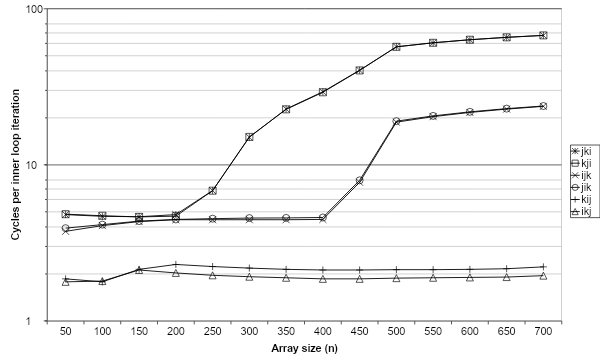 100
10
1
Cycles per inner loop iteration
50 100 150 200 250 300 350 400 450 500 550 600 650 700
Array size (n)
jki
kji
ijk
jik
kij
ikj